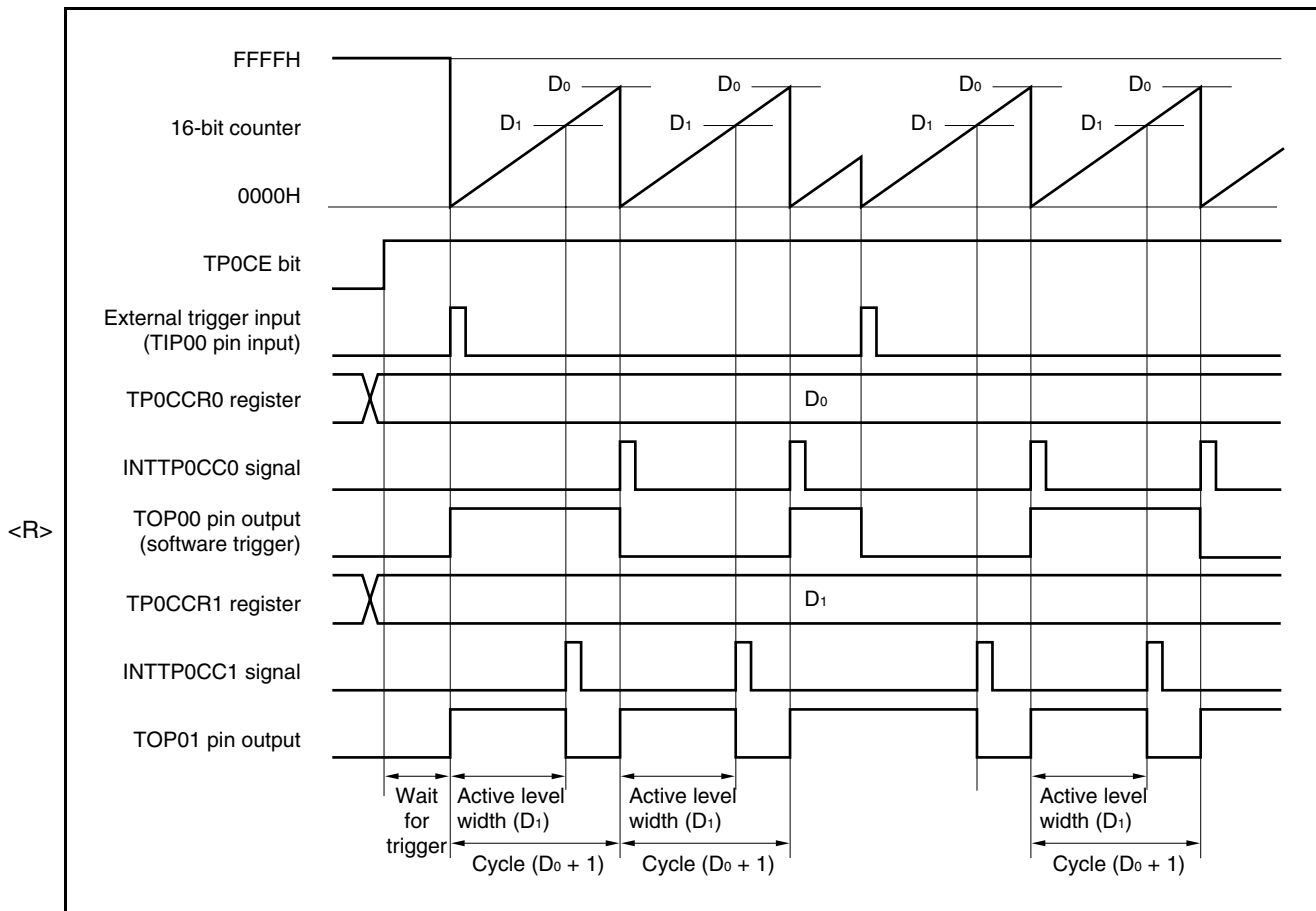 FFFFH
D0
D0
D0
D0
16-bit counter
D1
D1
D1
D1
0000H
TP0CE bit
External trigger input
(TIP00 pin input)
TP0CCR0 register
D0
INTTP0CC0 signal
<R>
TOP00 pin output
(software trigger)
TP0CCR1 register
D1
INTTP0CC1 signal
TOP01 pin output
Wait
for
trigger
Active level
width (D1)
Active level
width (D1)
Active level
width (D1)
Cycle (D0 + 1)
Cycle (D0 + 1)
Cycle (D0 + 1)